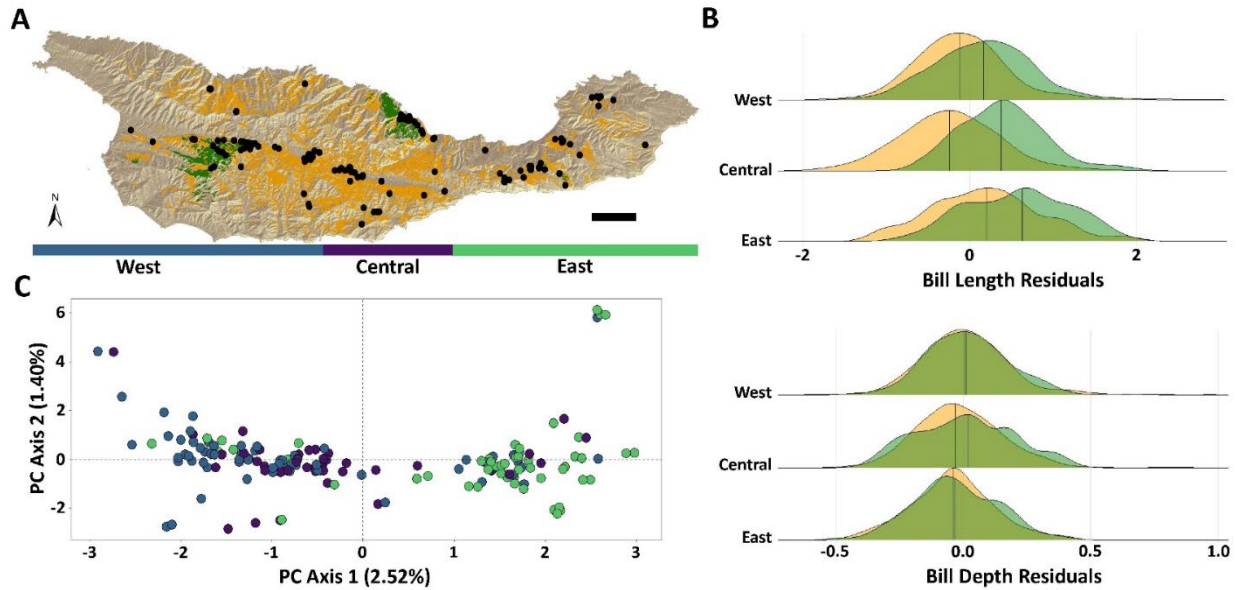 A
N
West Central East
B
West
Central
East
-2 0 2
Bill Length Residuals
West
Central
East
-0.5 0.0 0.5 1.0
Bill Depth Residuals
C
PC Axis 2 (1.40%)
6
4
2
0
-2
-3 -2 -1 0 1 2 3
PC Axis 1 (2.52%)